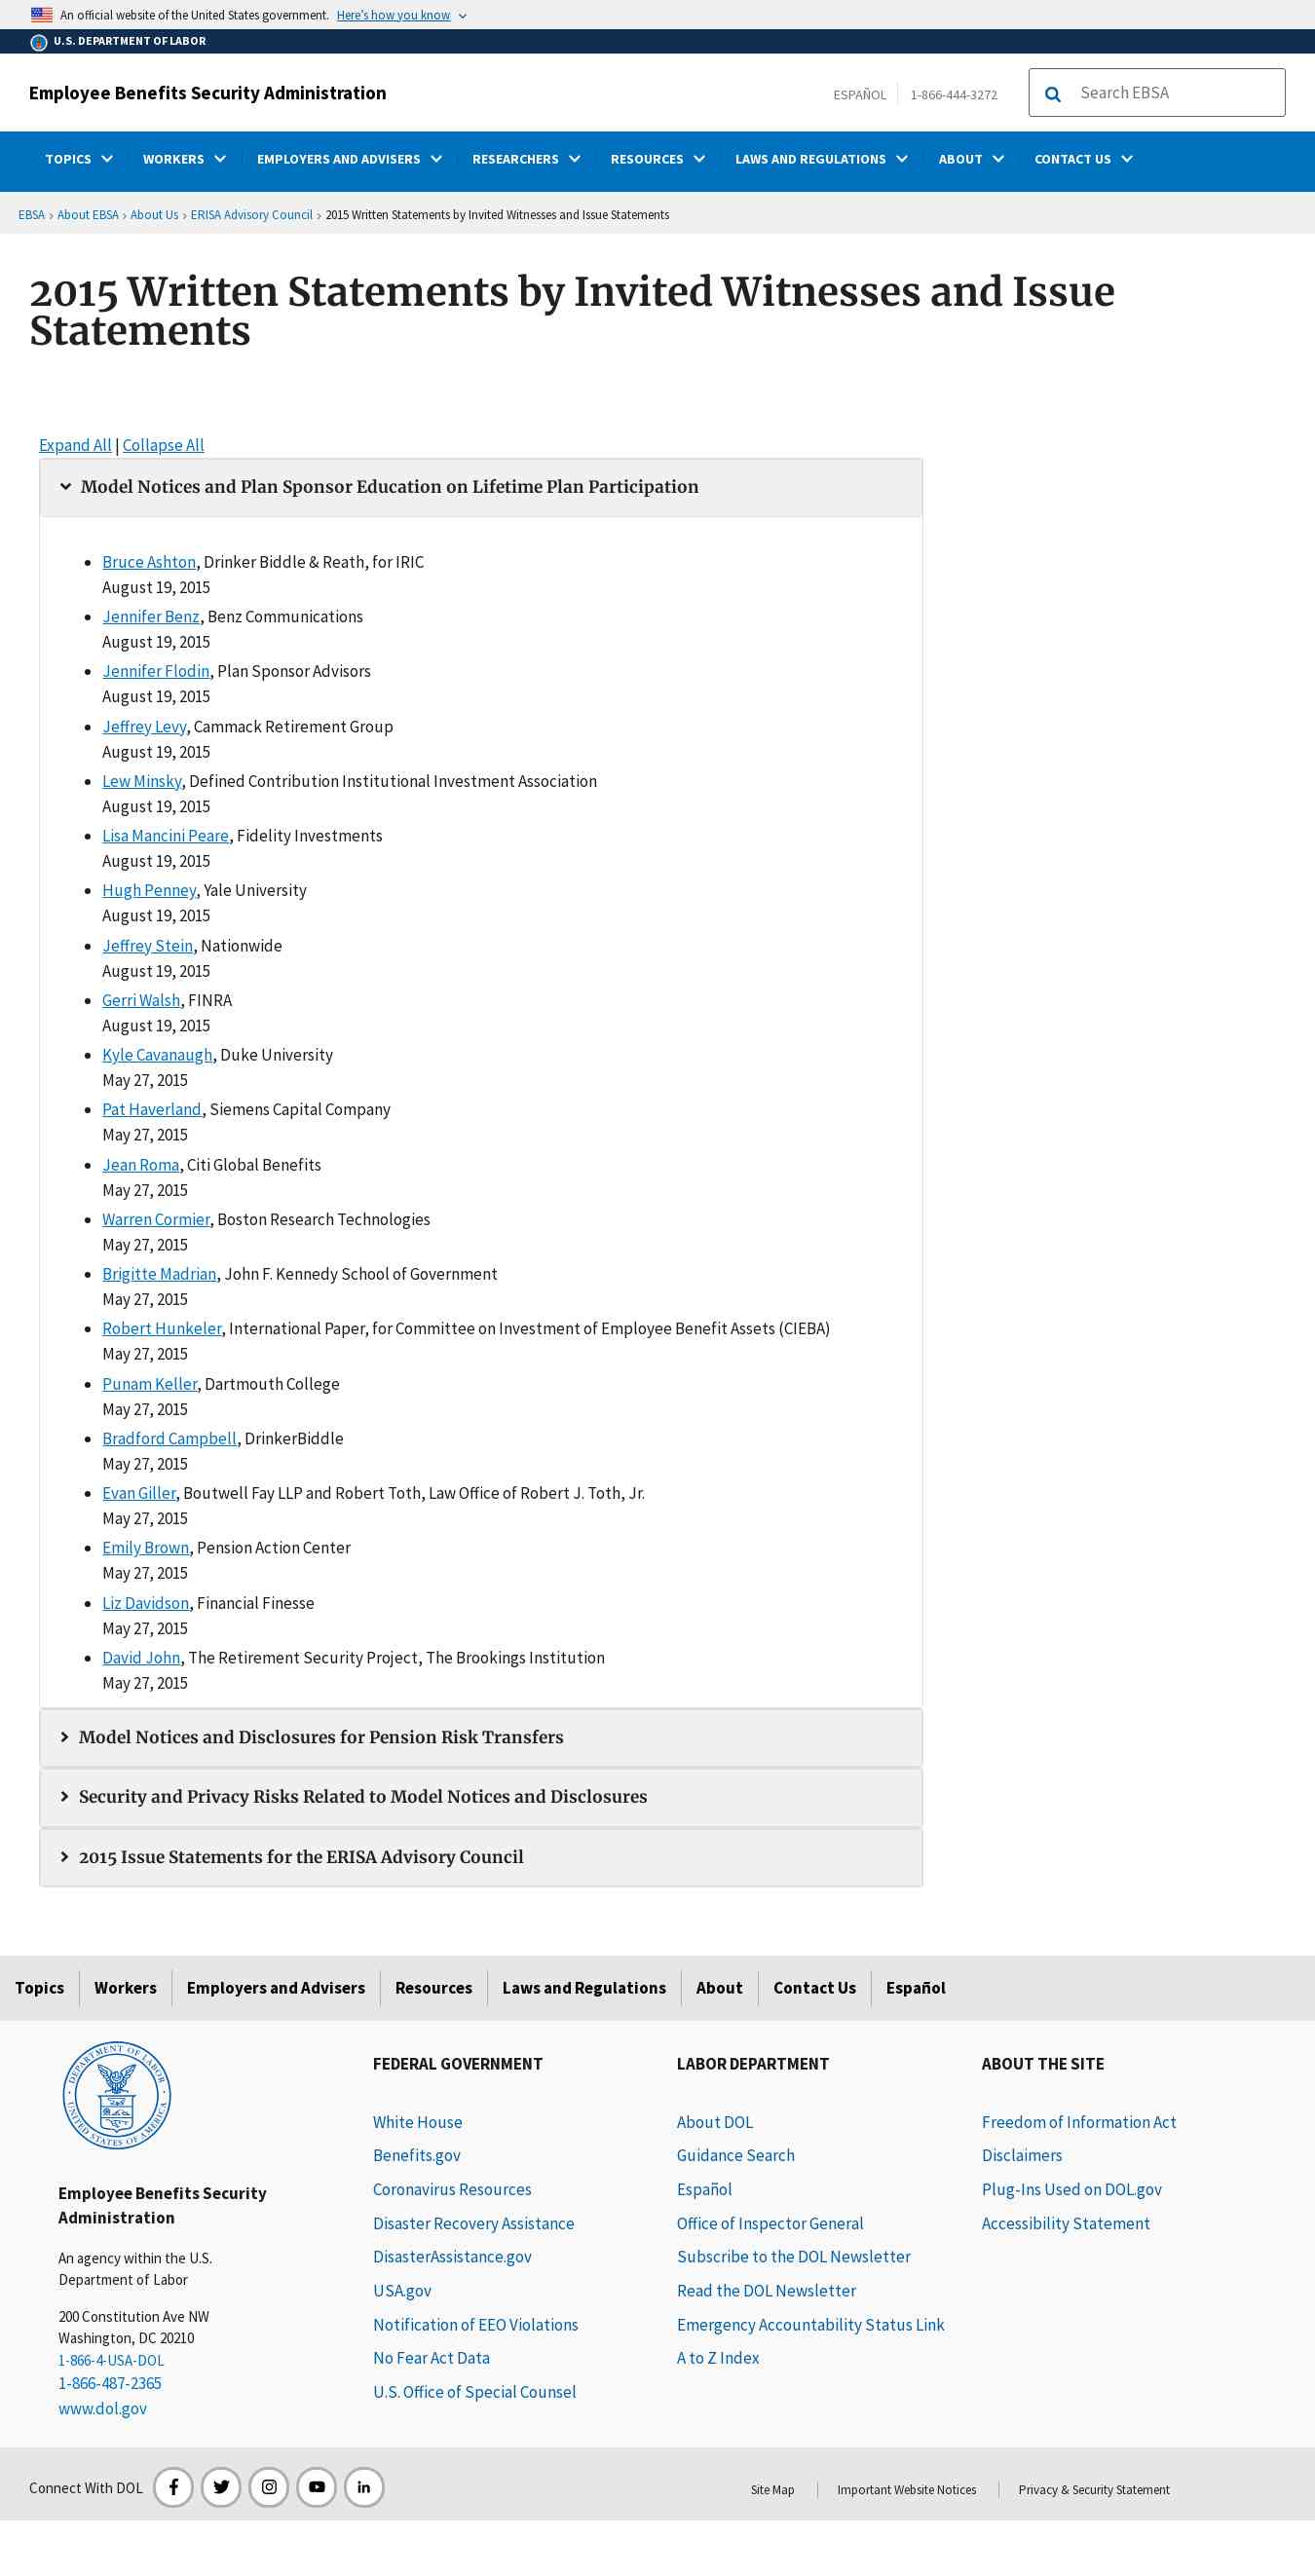 An official website of the United States government. Here's how you know
U.S. DEPARTMENT OF LABOR
Employee Benefits Security Administration
ESPAÑOL
1-866-444-3272
Search EBSA
TOPICS
WORKERS
EMPLOYERS AND ADVISERS
RESEARCHERS
RESOURCES
LAWS AND REGULATIONS
ABOUT
CONTACT US
EBSA › About EBSA › About Us › ERISA Advisory Council › 2015 Written Statements by Invited Witnesses and Issue Statements
2015 Written Statements by Invited Witnesses and Issue
Statements
Expand All | Collapse All
Model Notices and Plan Sponsor Education on Lifetime Plan Participation
Bruce Ashton, Drinker Biddle & Reath, for IRIC
August 19, 2015
Jennifer Benz, Benz Communications
August 19, 2015
Jennifer Flodin, Plan Sponsor Advisors
August 19, 2015
Jeffrey Levy, Cammack Retirement Group
August 19, 2015
Lew Minsky, Defined Contribution Institutional Investment Association
August 19, 2015
Lisa Mancini Peare, Fidelity Investments
August 19, 2015
Hugh Penney, Yale University
August 19, 2015
Jeffrey Stein, Nationwide
August 19, 2015
Gerri Walsh, FINRA
August 19, 2015
Kyle Cavanaugh, Duke University
May 27, 2015
Pat Haverland, Siemens Capital Company
May 27, 2015
Jean Roma, Citi Global Benefits
May 27, 2015
Warren Cormier, Boston Research Technologies
May 27, 2015
Brigitte Madrian, John F. Kennedy School of Government
May 27, 2015
Robert Hunkeler, International Paper, for Committee on Investment of Employee Benefit Assets (CIEBA)
May 27, 2015
Punam Keller, Dartmouth College
May 27, 2015
Bradford Campbell, DrinkerBiddle
May 27, 2015
Evan Giller, Boutwell Fay LLP and Robert Toth, Law Office of Robert J. Toth, Jr.
May 27, 2015
Emily Brown, Pension Action Center
May 27, 2015
Liz Davidson, Financial Finesse
May 27, 2015
David John, The Retirement Security Project, The Brookings Institution
May 27, 2015
Model Notices and Disclosures for Pension Risk Transfers
Security and Privacy Risks Related to Model Notices and Disclosures
2015 Issue Statements for the ERISA Advisory Council
Topics
Workers
Employers and Advisers
Resources
Laws and Regulations
About
Contact Us
Español
DEPARTMENT OF LABOR
UNITED STATES OF AMERICA
Employee Benefits Security
Administration
An agency within the U.S.
Department of Labor
200 Constitution Ave NW
Washington, DC 20210
1-866-4-USA-DOL
1-866-487-2365
www.dol.gov
FEDERAL GOVERNMENT
White House
Benefits.gov
Coronavirus Resources
Disaster Recovery Assistance
DisasterAssistance.gov
USA.gov
Notification of EEO Violations
No Fear Act Data
U.S. Office of Special Counsel
LABOR DEPARTMENT
About DOL
Guidance Search
Español
Office of Inspector General
Subscribe to the DOL Newsletter
Read the DOL Newsletter
Emergency Accountability Status Link
A to Z Index
ABOUT THE SITE
Freedom of Information Act
Disclaimers
Plug-Ins Used on DOL.gov
Accessibility Statement
Connect With DOL
Site Map
Important Website Notices
Privacy & Security Statement